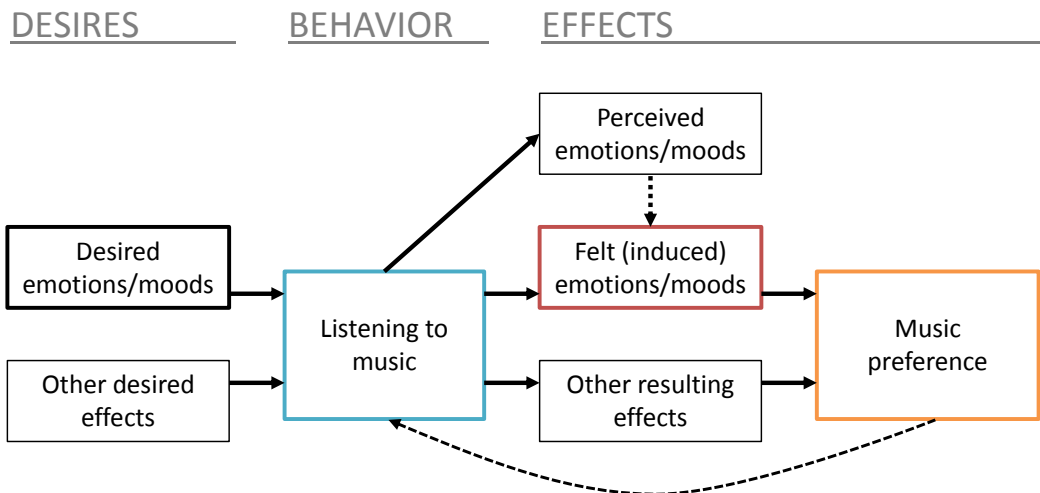 DESIRES
BEHAVIOR
EFFECTS
Perceived
emotions/moods
Desired
emotions/moods
Felt (induced)
emotions/moods
Listening to
music
Music
preference
Other desired
effects
Other resulting
effects